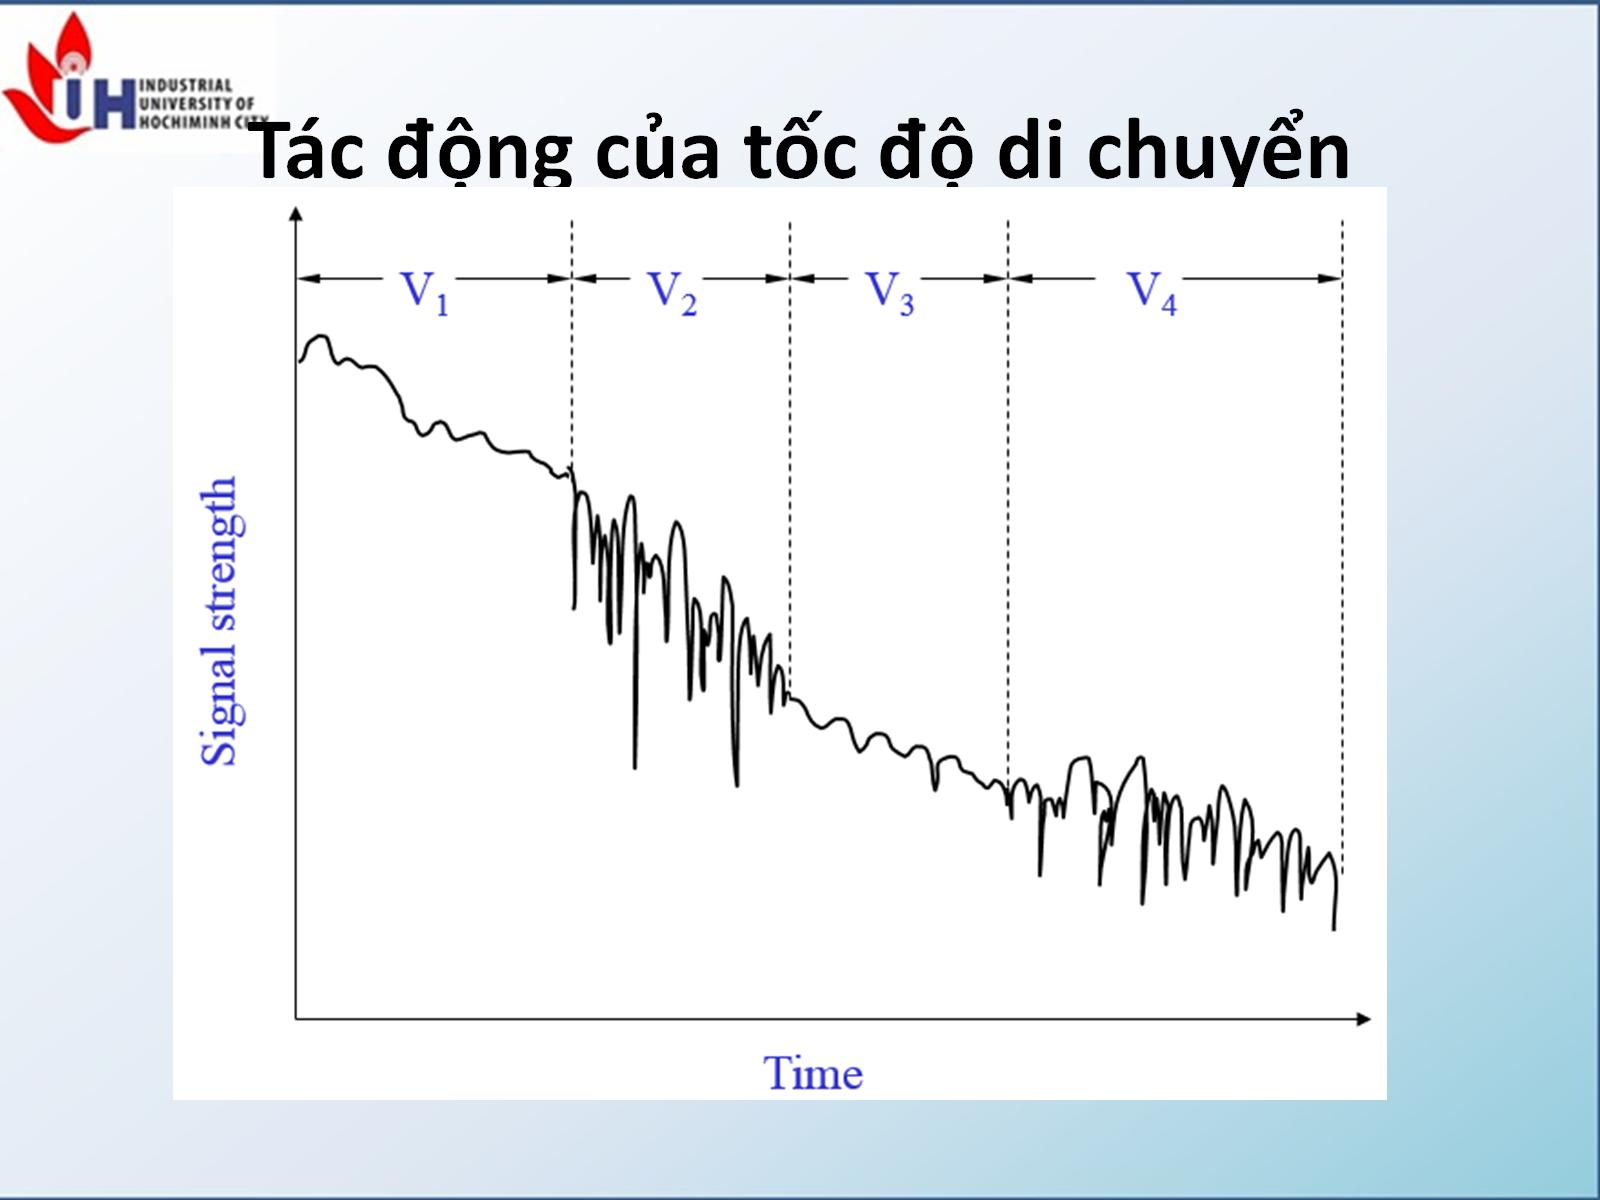 INDUSTRIAL
UNIVERSITY OF
HOCHIMINH CITY
Tác động của tốc độ di chuyển
V1 V2 V3 V4
Signal strength
Time